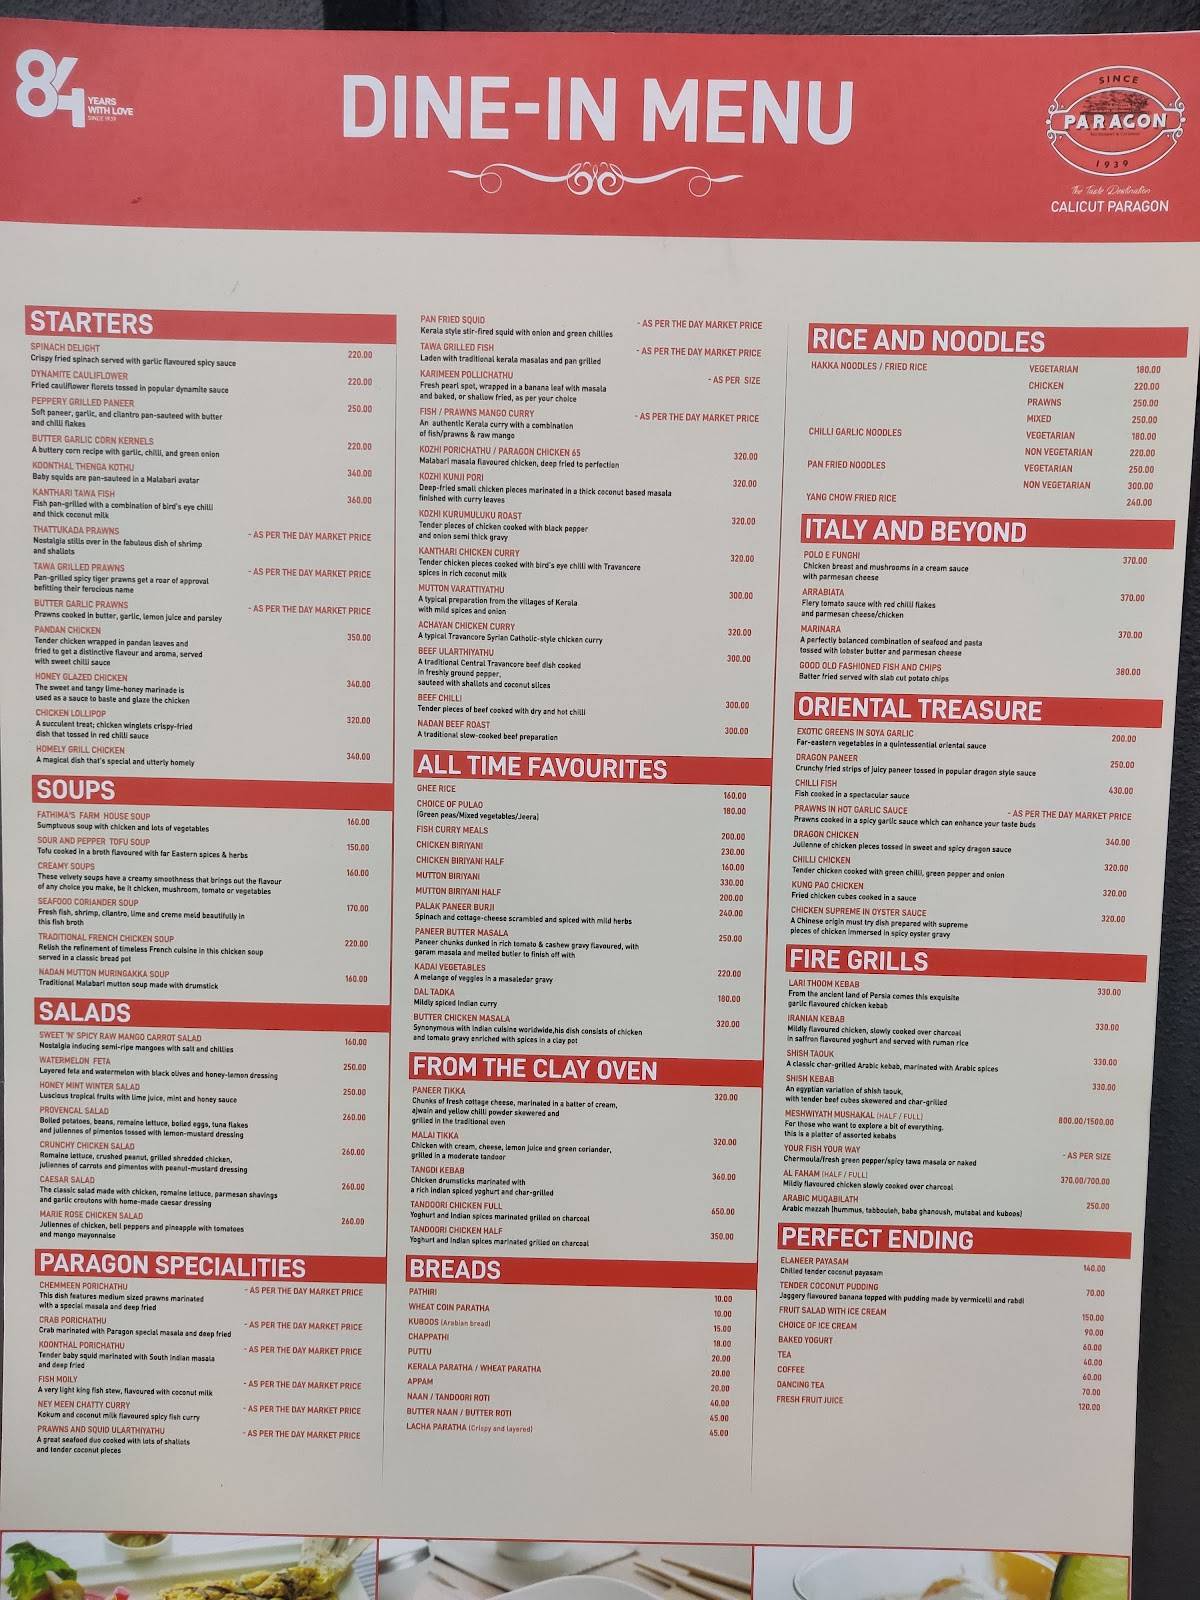 84
YEARS
WITH LOVE
SINCE 1939
DINE-IN MENU
SINCE
PARAGON
1939
The Taste Destination
CALICUT PARAGON
STARTERS
SPINACH DELIGHT 220.00
Crispy fried spinach served with garlic flavoured spicy sauce
DYNAMITE CAULIFLOWER 220.00
Fried cauliflower florets tossed in popular dynamite sauce
PEPPERY GRILLED PANEER 250.00
Soft paneer, garlic, and cilantro pan-sauteed with butter
and chilli flakes
BUTTER GARLIC CORN KERNELS 220.00
A buttery corn recipe with garlic, chilli, and green onion
KOONTHAL THENGA KOTHU 340.00
Baby squids are pan-sauteed in a Malabari avatar
KANTHARI TAWA FISH 360.00
Fish pan-grilled with a combination of bird's eye chilli
and thick coconut milk
THATTUKADA PRAWNS - AS PER THE DAY MARKET PRICE
Nostalgia stills over in the fabulous dish of shrimp
and shallots
TAWA GRILLED PRAWNS - AS PER THE DAY MARKET PRICE
Pan-grilled spicy tiger prawns get a roar of approval
befitting their ferocious name
BUTTER GARLIC PRAWNS - AS PER THE DAY MARKET PRICE
Prawns cooked in butter, garlic, lemon juice and parsley
PANDAN CHICKEN 350.00
Tender chicken wrapped in pandan leaves and
fried to get a distinctive flavour and aroma, served
with sweet chilli sauce
HONEY GLAZED CHICKEN 340.00
The sweet and tangy lime-honey marinade is
used as a sauce to baste and glaze the chicken
CHICKEN LOLLIPOP 320.00
A succulent treat; chicken winglets crispy-fried
dish that tossed in red chilli sauce
HOMELY GRILL CHICKEN 340.00
A magical dish that's special and utterly homely
SOUPS
FATHIMA'S FARM HOUSE SOUP 160.00
Sumptuous soup with chicken and lots of vegetables
SOUR AND PEPPER TOFU SOUP 150.00
Tofu cooked in a broth flavoured with far Eastern spices & herbs
CREAMY SOUPS 160.00
These velvety soups have a creamy smoothness that brings out the flavour
of any choice you make, be it chicken, mushroom, tomato or vegetables
SEAFOOD CORIANDER SOUP 170.00
Fresh fish, shrimp, cilantro, lime and creme meld beautifully in
this fish broth
TRADITIONAL FRENCH CHICKEN SOUP 220.00
Relish the refinement of timeless French cuisine in this chicken soup
served in a classic bread pot
NADAN MUTTON MURINGAKKA SOUP 160.00
Traditional Malabari mutton soup made with drumstick
SALADS
SWEET 'N' SPICY RAW MANGO CARROT SALAD 160.00
Nostalgia inducing semi-ripe mangoes with salt and chillies
WATERMELON FETA 250.00
Layered feta and watermelon with black olives and honey-lemon dressing
HONEY MINT WINTER SALAD 250.00
Luscious tropical fruits with lime juice, mint and honey sauce
PROVENCAL SALAD 260.00
Boiled potatoes, beans, romaine lettuce, boiled eggs, tuna flakes
and juliennes of pimentos tossed with lemon-mustard dressing
CRUNCHY CHICKEN SALAD 260.00
Romaine lettuce, crushed peanut, grilled shredded chicken,
juliennes of carrots and pimentos with peanut-mustard dressing
CAESAR SALAD 260.00
The classic salad made with chicken, romaine lettuce, parmesan shavings
and garlic croutons with home-made caesar dressing
MARIE ROSE CHICKEN SALAD 260.00
Juliennes of chicken, bell peppers and pineapple with tomatoes
and mango mayonnaise
PARAGON SPECIALITIES
CHEMMEEN PORICHATHU - AS PER THE DAY MARKET PRICE
This dish features medium sized prawns marinated
with a special masala and deep fried
CRAB PORICHATHU - AS PER THE DAY MARKET PRICE
Crab marinated with Paragon special masala and deep fried
KOONTHAL PORICHATHU - AS PER THE DAY MARKET PRICE
Tender baby squid marinated with South Indian masala
and deep fried
FISH MOILY - AS PER THE DAY MARKET PRICE
A very light king fish stew, flavoured with coconut milk
NEY MEEN CHATTY CURRY - AS PER THE DAY MARKET PRICE
Kokum and coconut milk flavoured spicy fish curry
PRAWNS AND SQUID ULARTHIYATHU - AS PER THE DAY MARKET PRICE
A great seafood duo cooked with lots of shallots
and tender coconut pieces
PAN FRIED SQUID - AS PER THE DAY MARKET PRICE
Kerala style stir-fired squid with onion and green chillies
TAWA GRILLED FISH - AS PER THE DAY MARKET PRICE
Laden with traditional kerala masalas and pan grilled
KARIMEEN POLLICHATHU - AS PER SIZE
Fresh pearl spot, wrapped in a banana leaf with masala
and baked, or shallow fried, as per your choice
FISH / PRAWNS MANGO CURRY - AS PER THE DAY MARKET PRICE
An authentic Kerala curry with a combination
of fish/prawns & raw mango
KOZHI PORICHATHU / PARAGON CHICKEN 65 320.00
Malabari masala flavoured chicken, deep fried to perfection
KOZHI KUNJI PORI 320.00
Deep-fried small chicken pieces marinated in a thick coconut based masala
finished with curry leaves
KOZHI KURUMULUKU ROAST 320.00
Tender pieces of chicken cooked with black pepper
and onion semi thick gravy
KANTHARI CHICKEN CURRY 320.00
Tender chicken pieces cooked with bird's eye chilli with Travancore
spices in rich coconut milk
MUTTON VARATTIYATHU 300.00
A typical preparation from the villages of Kerala
with mild spices and onion
ACHAYAN CHICKEN CURRY 320.00
A typical Travancore Syrian Catholic-style chicken curry
BEEF ULARTHIYATHU 300.00
A traditional Central Travancore beef dish cooked
in freshly ground pepper,
sauteed with shallots and coconut slices
BEEF CHILLI 300.00
Tender pieces of beef cooked with dry and hot chilli
NADAN BEEF ROAST 300.00
A traditional slow-cooked beef preparation
ALL TIME FAVOURITES
GHEE RICE 160.00
CHOICE OF PULAO 180.00
(Green peas/Mixed vegetables/Jeera)
FISH CURRY MEALS 200.00
CHICKEN BIRIYANI 230.00
CHICKEN BIRIYANI HALF 160.00
MUTTON BIRIYANI 330.00
MUTTON BIRIYANI HALF 200.00
PALAK PANEER BURJI 240.00
Spinach and cottage-cheese scrambled and spiced with mild herbs
PANEER BUTTER MASALA 250.00
Paneer chunks dunked in rich tomato & cashew gravy flavoured, with
garam masala and melted butler to finish off with
KADAI VEGETABLES 220.00
A melange of veggies in a masaledar gravy
DAL TADKA 180.00
Mildly spiced Indian curry
BUTTER CHICKEN MASALA 320.00
Synonymous with Indian cuisine worldwide,his dish consists of chicken
and tomato gravy enriched with spices in a clay pot
FROM THE CLAY OVEN
PANEER TIKKA 320.00
Chunks of fresh cottage cheese, marinated in a batter of cream,
ajwain and yellow chilli powder skewered and
grilled in the traditional oven
MALAI TIKKA 320.00
Chicken with cream, cheese, lemon juice and green coriander,
grilled in a moderate tandoor
TANGDI KEBAB 360.00
Chicken drumsticks marinated with
a rich indian spiced yoghurt and char-grilled
TANDOORI CHICKEN FULL 650.00
Yoghurt and Indian spices marinated grilled on charcoal
TANDOORI CHICKEN HALF 350.00
Yoghurt and Indian spices marinated grilled on charcoal
BREADS
PATHIRI 10.00
WHEAT COIN PARATHA 10.00
KUBOOS (Arabian bread) 15.00
CHAPPATHI 18.00
PUTTU 20.00
KERALA PARATHA / WHEAT PARATHA 20.00
APPAM 20.00
NAAN / TANDOORI ROTI 40.00
BUTTER NAAN / BUTTER ROTI 45.00
LACHA PARATHA (Crispy and layered) 45.00
RICE AND NOODLES
HAKKA NOODLES / FRIED RICE VEGETARIAN 180.00
CHICKEN 220.00
PRAWNS 250.00
MIXED 250.00
CHILLI GARLIC NOODLES VEGETARIAN 180.00
NON VEGETARIAN 220.00
PAN FRIED NOODLES VEGETARIAN 250.00
NON VEGETARIAN 300.00
YANG CHOW FRIED RICE 240.00
ITALY AND BEYOND
POLO E FUNGHI 370.00
Chicken breast and mushrooms in a cream sauce
with parmesan cheese
ARRABIATA 370.00
Fiery tomato sauce with red chilli flakes
and parmesan cheese/chicken
MARINARA 370.00
A perfectly balanced combination of seafood and pasta
tossed with lobster butter and parmesan cheese
GOOD OLD FASHIONED FISH AND CHIPS 380.00
Batter fried served with slab cut potato chips
ORIENTAL TREASURE
EXOTIC GREENS IN SOYA GARLIC 200.00
Far-eastern vegetables in a quintessential oriental sauce
DRAGON PANEER 250.00
Crunchy fried strips of juicy paneer tossed in popular dragon style sauce
CHILLI FISH 430.00
Fish cooked in a spectacular sauce
PRAWNS IN HOT GARLIC SAUCE - AS PER THE DAY MARKET PRICE
Prawns cooked in a spicy garlic sauce which can enhance your taste buds
DRAGON CHICKEN 340.00
Julienne of chicken pieces tossed in sweet and spicy dragon sauce
CHILLI CHICKEN 320.00
Tender chicken cooked with green chilli, green pepper and onion
KUNG PAO CHICKEN 320.00
Fried chicken cubes cooked in a sauce
CHICKEN SUPREME IN OYSTER SAUCE 320.00
A Chinese origin must try dish prepared with supreme
pieces of chicken immersed in spicy oyster gravy
FIRE GRILLS
LARI THOOM KEBAB 330.00
From the ancient land of Persia comes this exquisite
garlic flavoured chicken kebab
IRANIAN KEBAB 330.00
Mildly flavoured chicken, slowly cooked over charcoal
in saffron flavoured yoghurt and served with ruman rice
SHISH TAOUK 330.00
A classic char-grilled Arabic kebab, marinated with Arabic spices
SHISH KEBAB 330.00
An egyptian variation of shish taouk,
with tender beef cubes skewered and char-grilled
MESHWIYATH MUSHAKAL (HALF / FULL) 800.00/1500.00
For those who want to explore a bit of everything.
this is a platter of assorted kebabs
YOUR FISH YOUR WAY - AS PER SIZE
Chermoula/fresh green pepper/spicy tawa masala or naked
AL FAHAM (HALF / FULL) 370.00/700.00
Mildly flavoured chicken slowly cooked over charcoal
ARABIC MUQABILATH 250.00
Arabic mezzah (hummus, tabbouleh, baba ghanoush, mutabal and kuboos)
PERFECT ENDING
ELANEER PAYASAM 140.00
Chilled tender coconut payasam
TENDER COCONUT PUDDING 70.00
Jaggery flavoured banana topped with pudding made by vermicelli and rabdi
FRUIT SALAD WITH ICE CREAM 150.00
CHOICE OF ICE CREAM 90.00
BAKED YOGURT 60.00
TEA 40.00
COFFEE 60.00
DANCING TEA 70.00
FRESH FRUIT JUICE 120.00